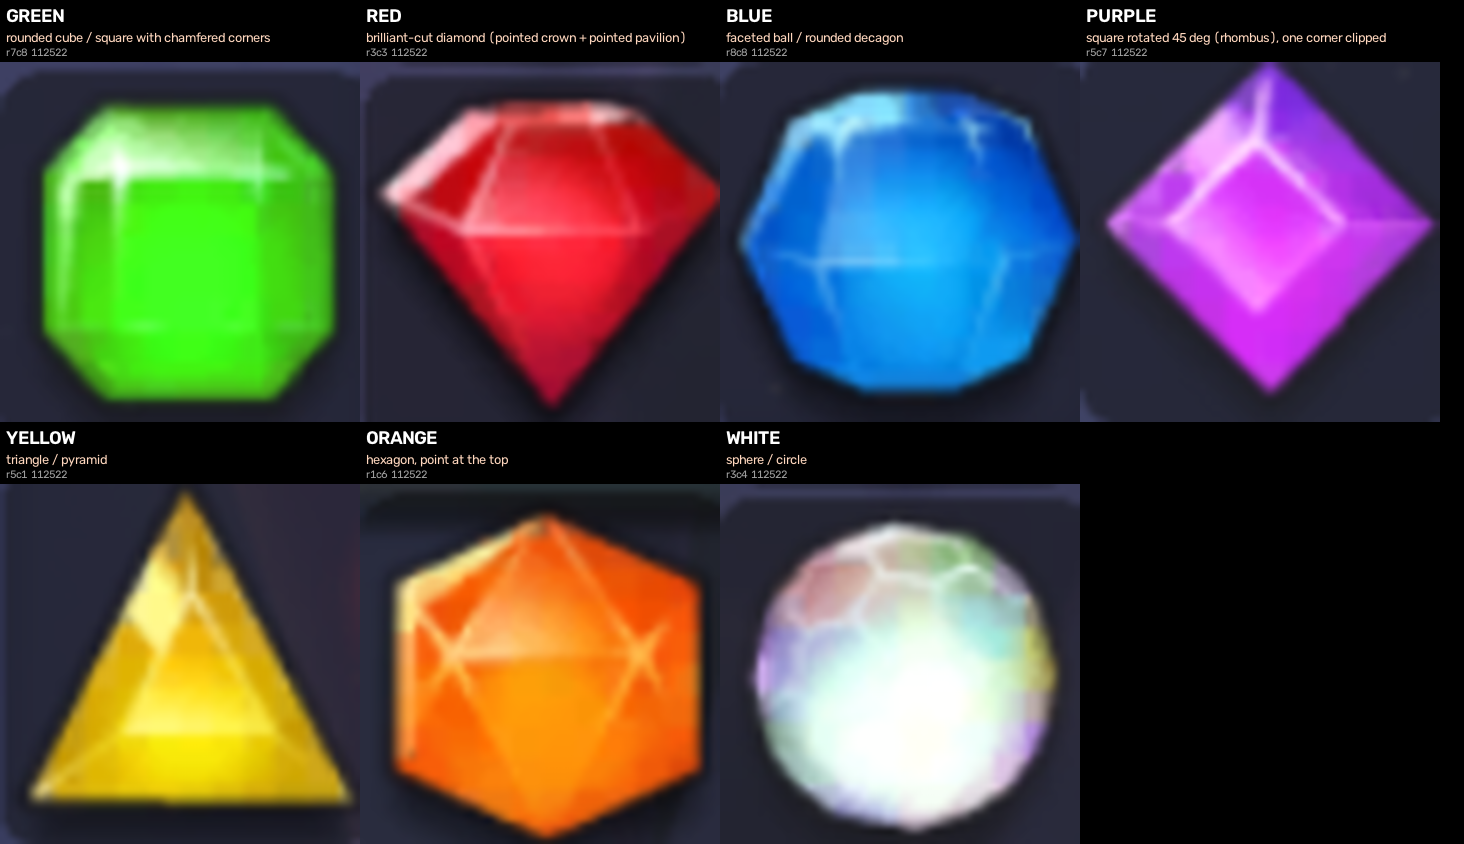 GREEN
rounded cube / square with chamfered corners
r7c8 112522
RED
brilliant-cut diamond (pointed crown + pointed pavilion)
r3c3 112522
BLUE
faceted ball / rounded decagon
r8c8 112522
PURPLE
square rotated 45 deg (rhombus), one corner clipped
r5c7 112522
YELLOW
triangle / pyramid
r5c1 112522
ORANGE
hexagon, point at the top
r1c6 112522
WHITE
sphere / circle
r3c4 112522